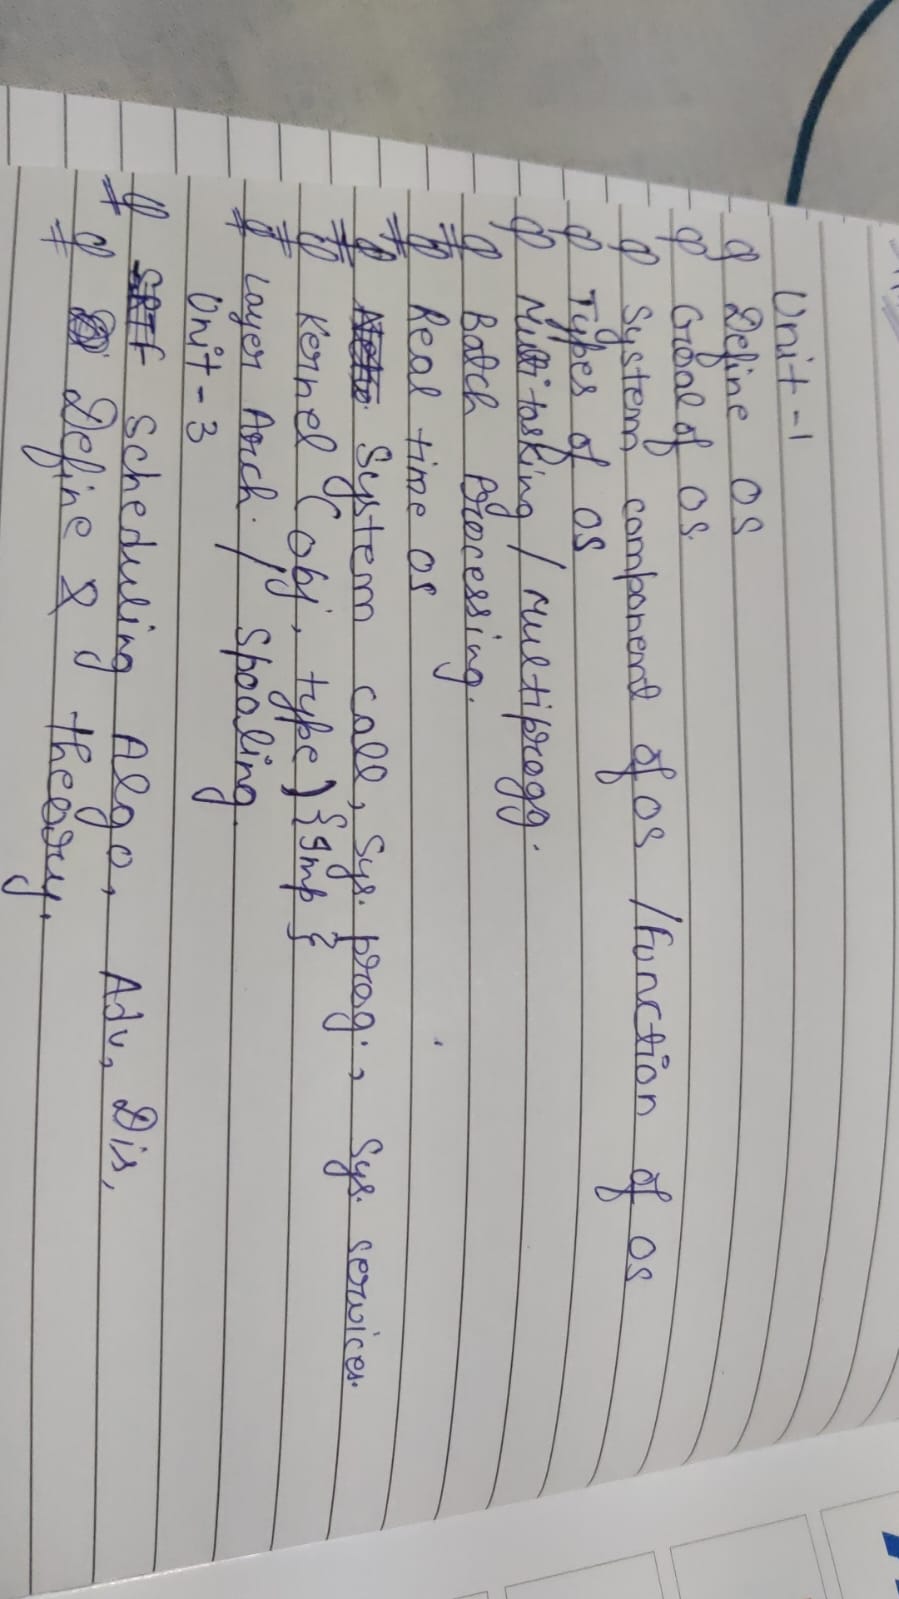 Unit-1
Q Define OS
Q Goal of OS.
Q System component of OS / Function of OS
Q Types of OS
Q Multitasking / multiprogg.
Q Batch Processing.
Q Real time OS
Q System call, Sys. prog., Sys. services.
Q Kernel (Obj, type) {Imp}
Q Layer Arch. / Spoaling.
Unit-3
Q Scheduling Algo, Adv, Dis,
Q Define & theory.